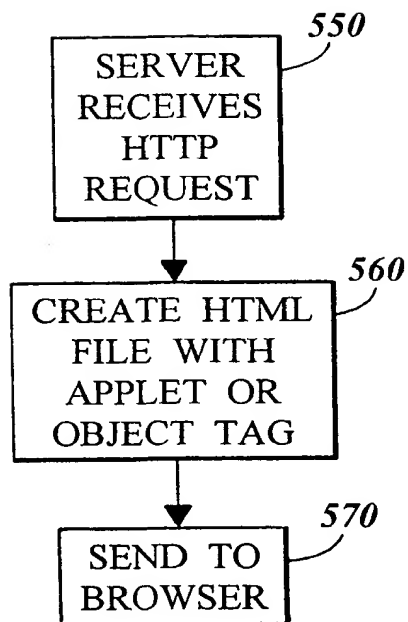 550
SERVER
RECEIVES
HTTP
REQUEST
560
CREATE HTML
FILE WITH
APPLET OR
OBJECT TAG
570
SEND TO
BROWSER